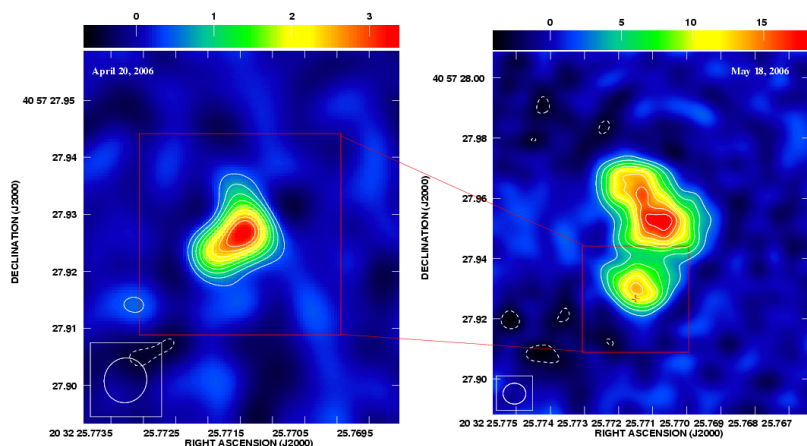 0 1 2 3
April 20, 2006
40 57 27.95
27.94
27.93
27.92
27.91
27.90
DECLINATION (J2000)
20 32 25.7735 25.7725 25.7715 25.7705 25.7695
RIGHT ASCENSION (J2000)
0 5 10 15
May 18, 2006
40 57 28.00
27.98
27.96
27.94
27.92
27.90
DECLINATION (J2000)
20 32 25.775 25.774 25.773 25.772 25.771 25.770 25.769 25.768 25.767
RIGHT ASCENSION (J2000)